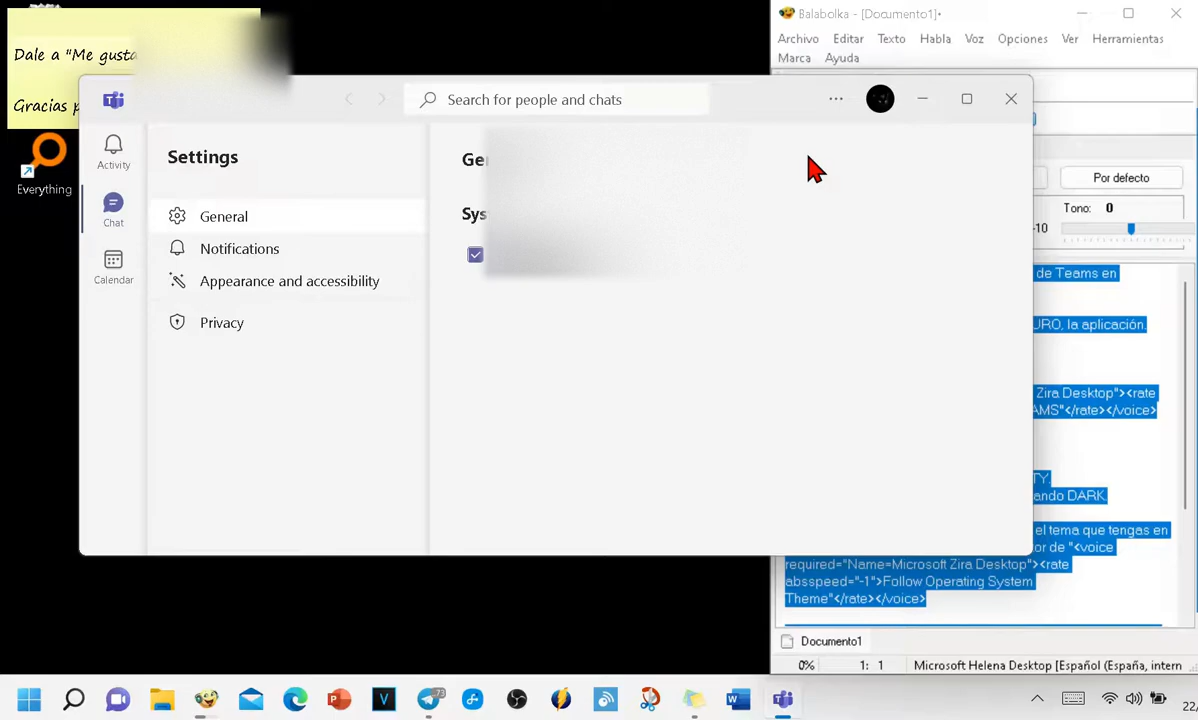 Dale a "Me gusta
Gracias
Everything
Search for people and chats
Activity
Chat
Calendar
Settings
General
Notifications
Appearance and accessibility
Privacy
Balabolka - [Documento1]•
Archivo Editar Texto Habla Voz Opciones Ver Herramientas
Marca Ayuda
Por defecto
Tono: 0
-10
de Teams en
URO, la aplicación.
Zira Desktop"><rate
AMS"</rate></voice>
TY.
ando DARK.
el tema que tengas en
or de "<voice
required="Name=Microsoft Zira Desktop"><rate
absspeed="-1">Follow Operating System
Theme"</rate></voice>
Documento1
0% 1: 1 Microsoft Helena Desktop [Español (España, intern
73
22/